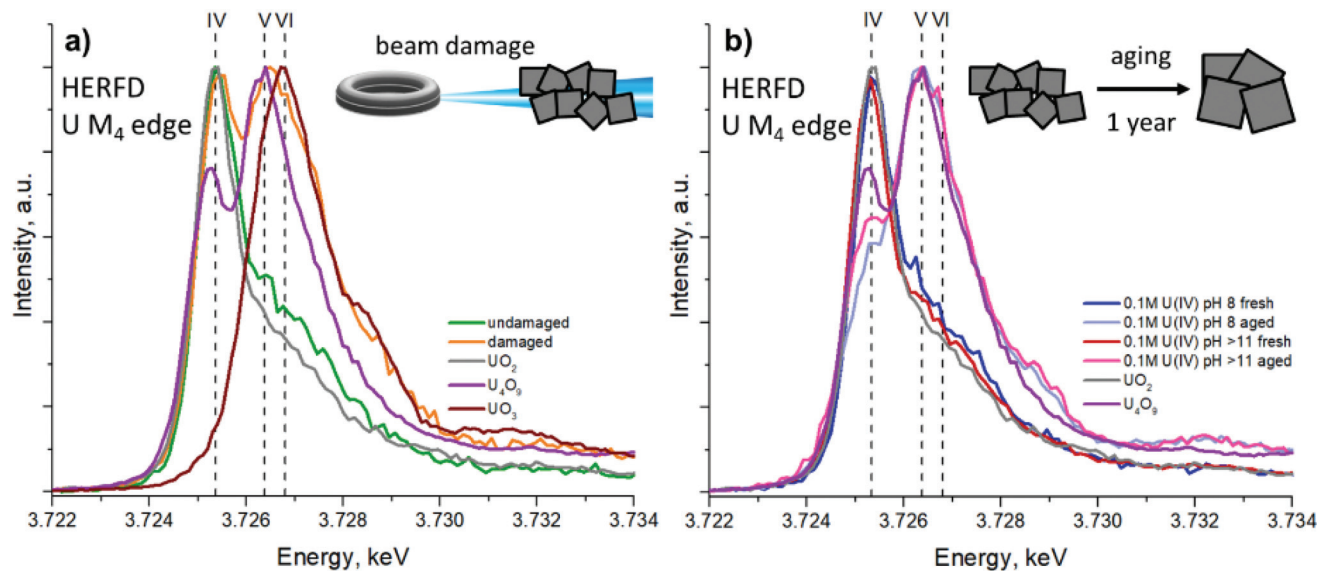 IV V VI
a)
HERFD
U M₄ edge
beam damage
Intensity, a.u.
undamaged
damaged
UO₂
U₄O₉
UO₃
3.722 3.724 3.726 3.728 3.730 3.732 3.734
Energy, keV
IV V VI
b)
HERFD
U M₄ edge
aging
1 year
Intensity, a.u.
0.1M U(IV) pH 8 fresh
0.1M U(IV) pH 8 aged
0.1M U(IV) pH >11 fresh
0.1M U(IV) pH >11 aged
UO₂
U₄O₉
3.722 3.724 3.726 3.728 3.730 3.732 3.734
Energy, keV